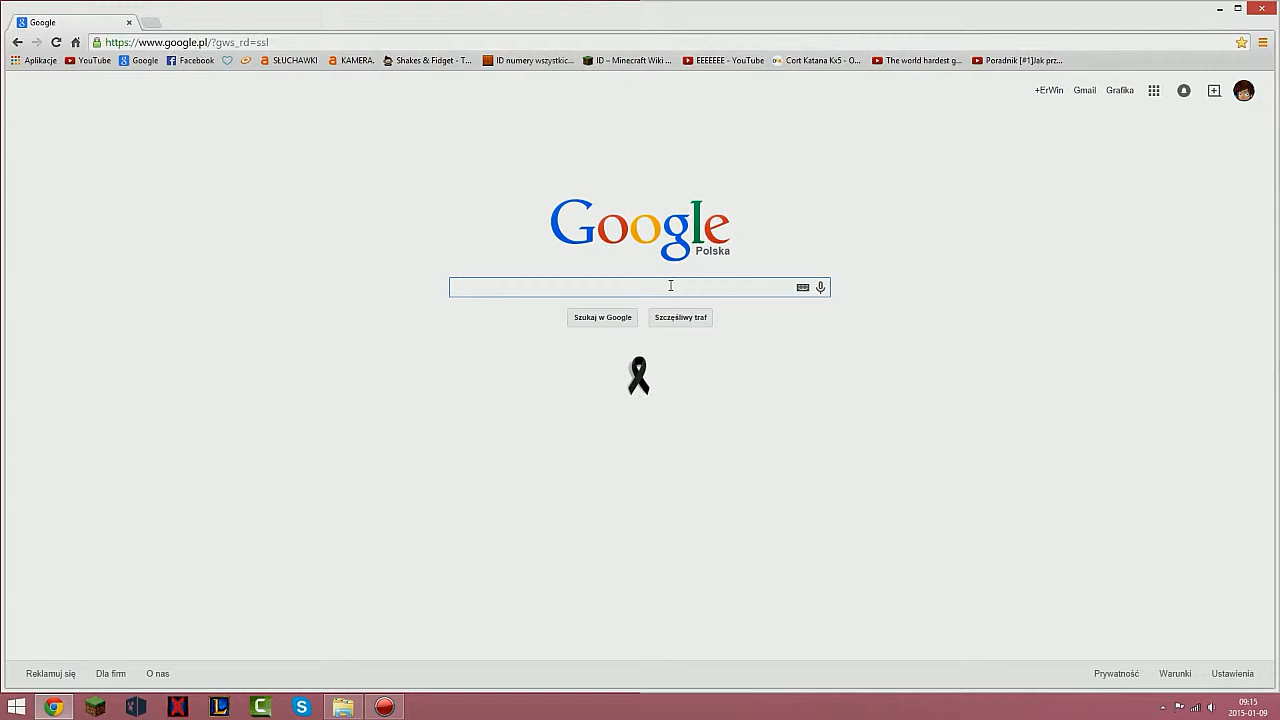 Google
https://www.google.pl/?gws_rd=ssl
Aplikacje YouTube Google Facebook SŁUCHAWKI KAMERA. Shakes & Fidget - T... ID numery wszystkic... ID – Minecraft Wiki ... EEEEEE - YouTube Cort Katana Kx5 - O... The world hardest g... Poradnik [#1]Jak prz...
+ErWin Gmail Grafika
Google
Polska
Szukaj w Google Szczęśliwy traf
Reklamuj się Dla firm O nas Prywatność Warunki Ustawienia
09:15
2015-01-09